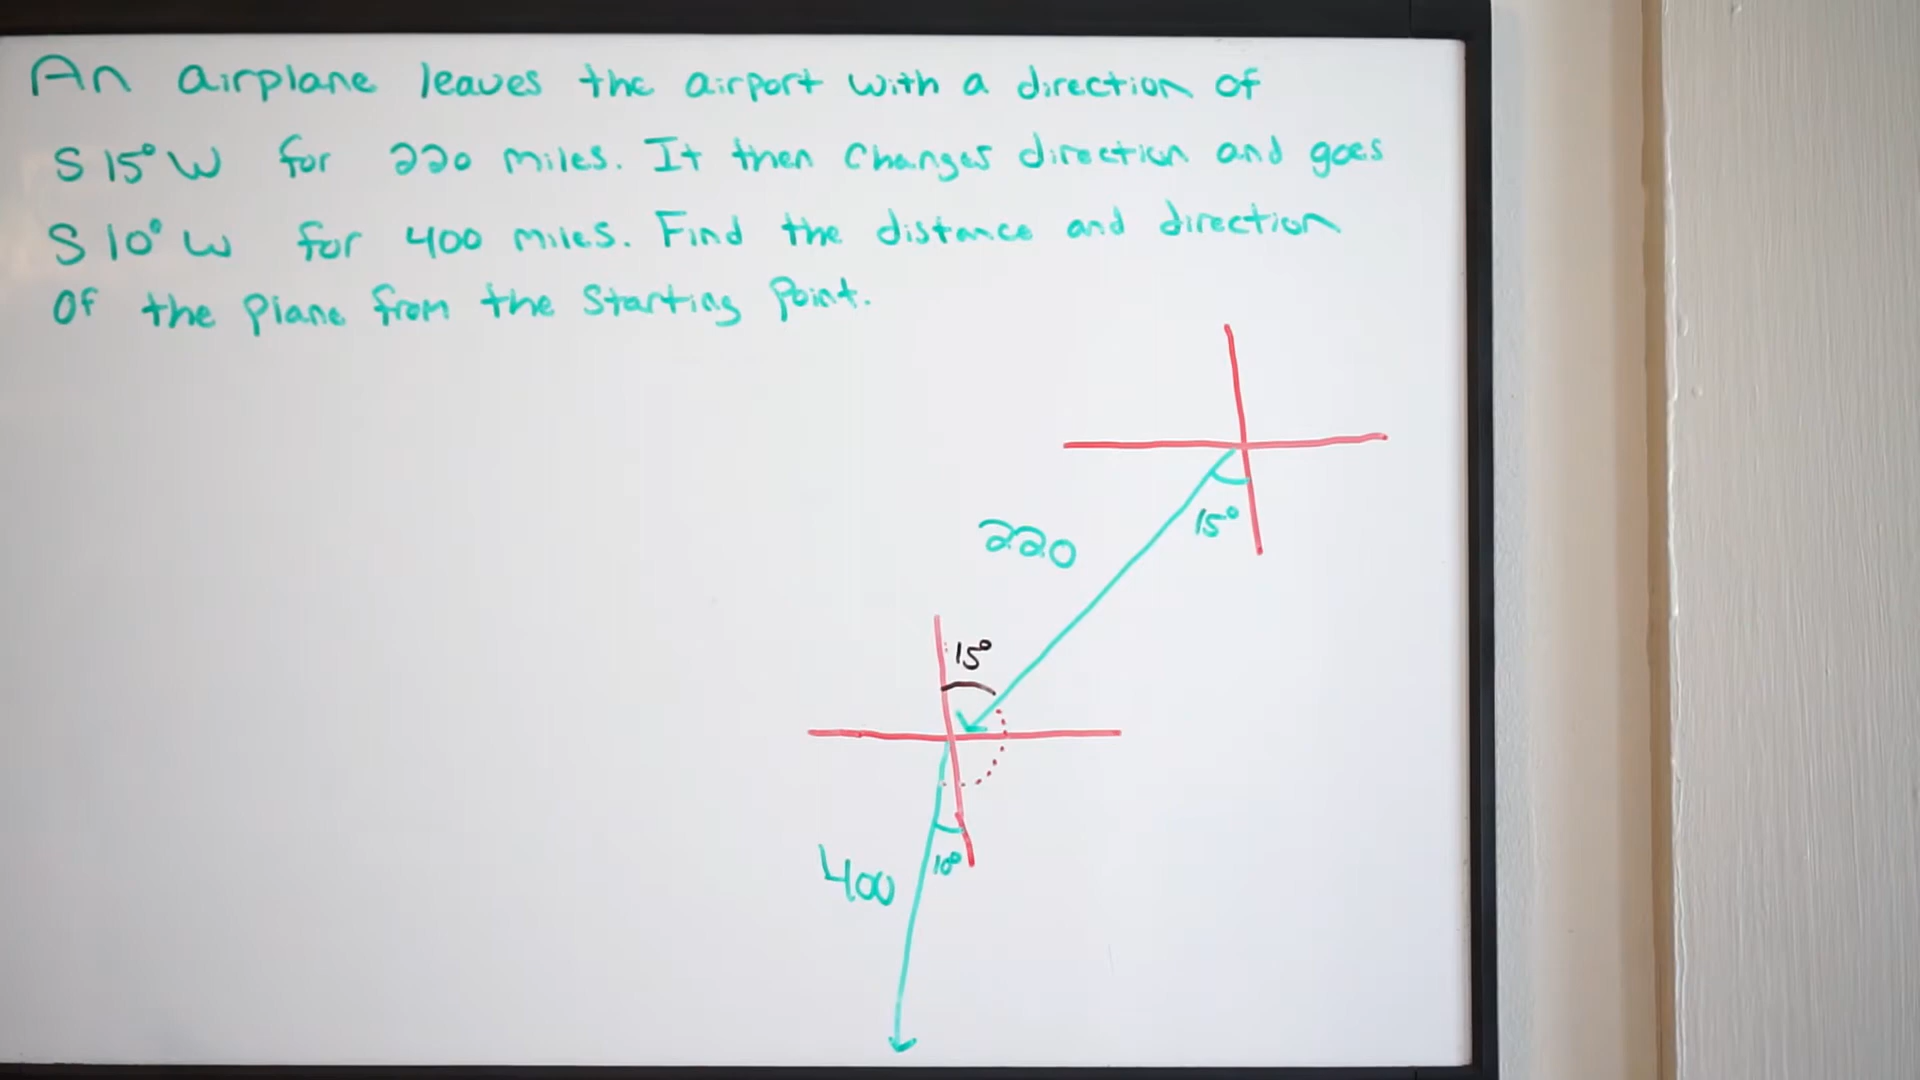 An airplane leaves the airport with a direction of
S 15° W for 220 miles. It then changes direction and goes
S 10° W for 400 miles. Find the distance and direction
Of the plane from the starting point.
15°
220
15°
10°
400